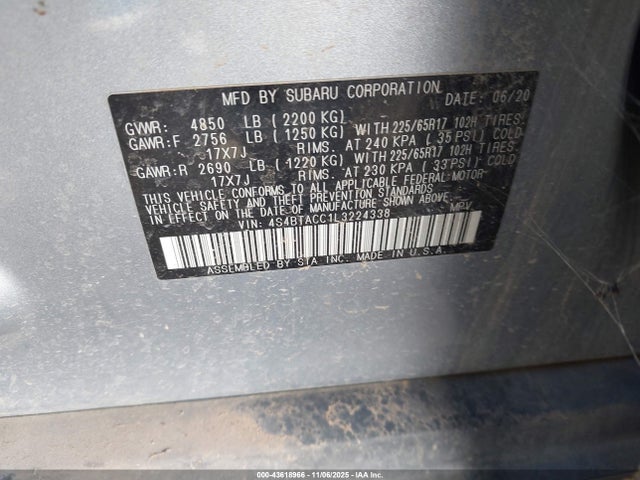 MFD BY SUBARU CORPORATION
DATE: 06/20
GVWR: 4850 LB (2200 KG)
GAWR:F 2756 LB (1250 KG) WITH 225/65R17 102H TIRES.
17X7J RIMS. AT 240 KPA (35 PSI) COLD
GAWR:R 2690 LB (1220 KG) WITH 225/65R17 102H TIRES.
17X7J RIMS. AT 230 KPA (33 PSI) COLD
THIS VEHICLE CONFORMS TO ALL APPLICABLE FEDERAL MOTOR
VEHICLE SAFETY AND THEFT PREVENTION STANDARDS
IN EFFECT ON THE DATE OF MANUFACTURE SHOWN ABOVE.
VIN: 4S4BTACC1L3224338 MPV
ASSEMBLED BY SIA INC. MADE IN U.S.A.
000-43618966 - 11/06/2025 - IAAI.COM